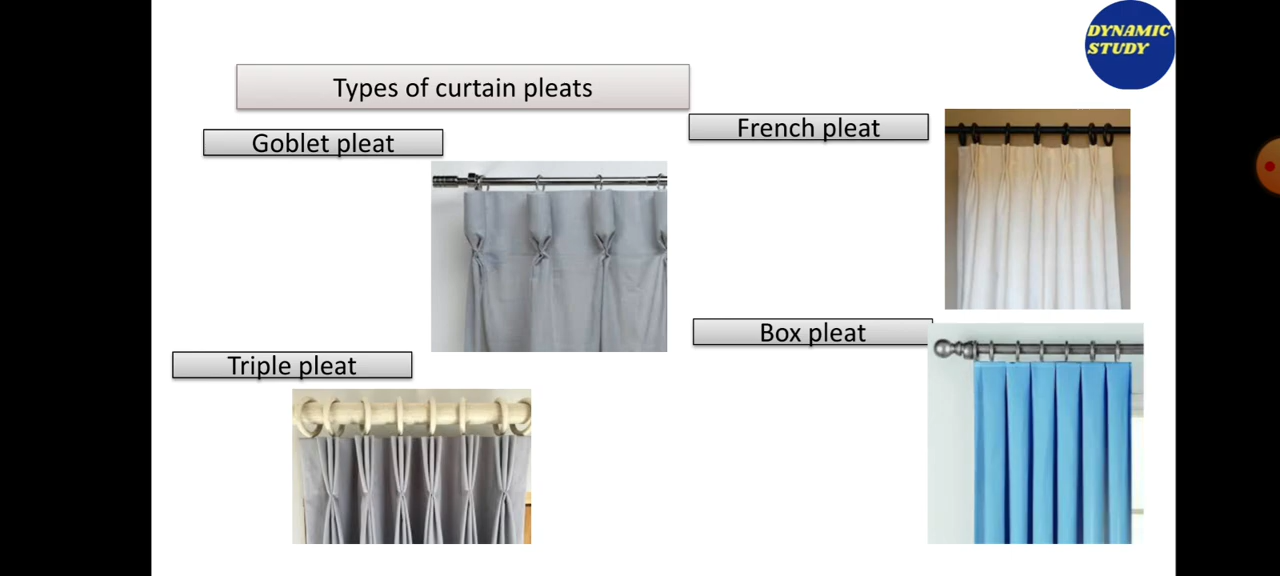 DYNAMIC
STUDY
Types of curtain pleats
Goblet pleat
French pleat
Box pleat
Triple pleat